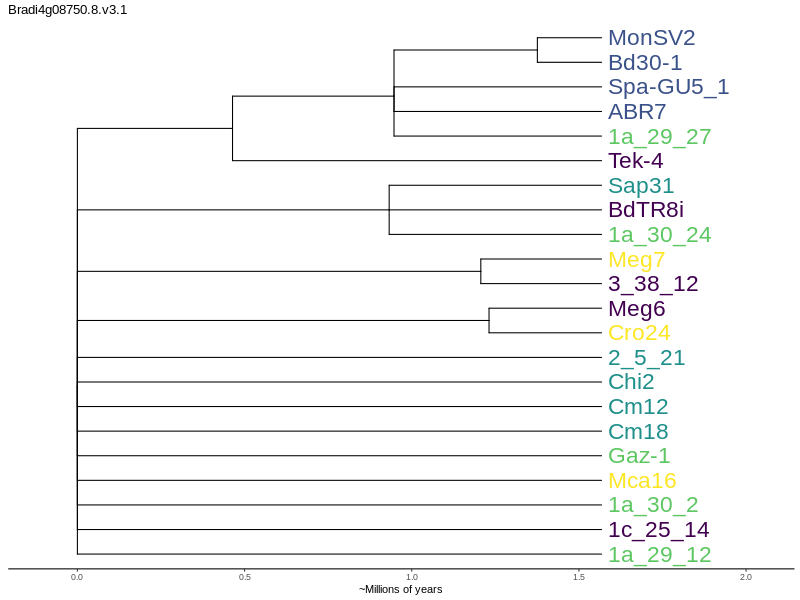 Bradi4g08750.8.v3.1
MonSV2
Bd30-1
Spa-GU5_1
ABR7
1a_29_27
Tek-4
Sap31
BdTR8i
1a_30_24
Meg7
3_38_12
Meg6
Cro24
2_5_21
Chi2
Cm12
Cm18
Gaz-1
Mca16
1a_30_2
1c_25_14
1a_29_12
0.0 0.5 1.0 1.5 2.0
~Millions of years